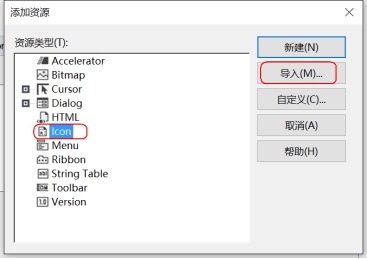 添加资源
资源类型(T):
Accelerator
Bitmap
Cursor
Dialog
HTML
Icon
Menu
Ribbon
String Table
Toolbar
Version
新建(N)
导入(M)...
自定义(C)...
取消(A)
帮助(H)